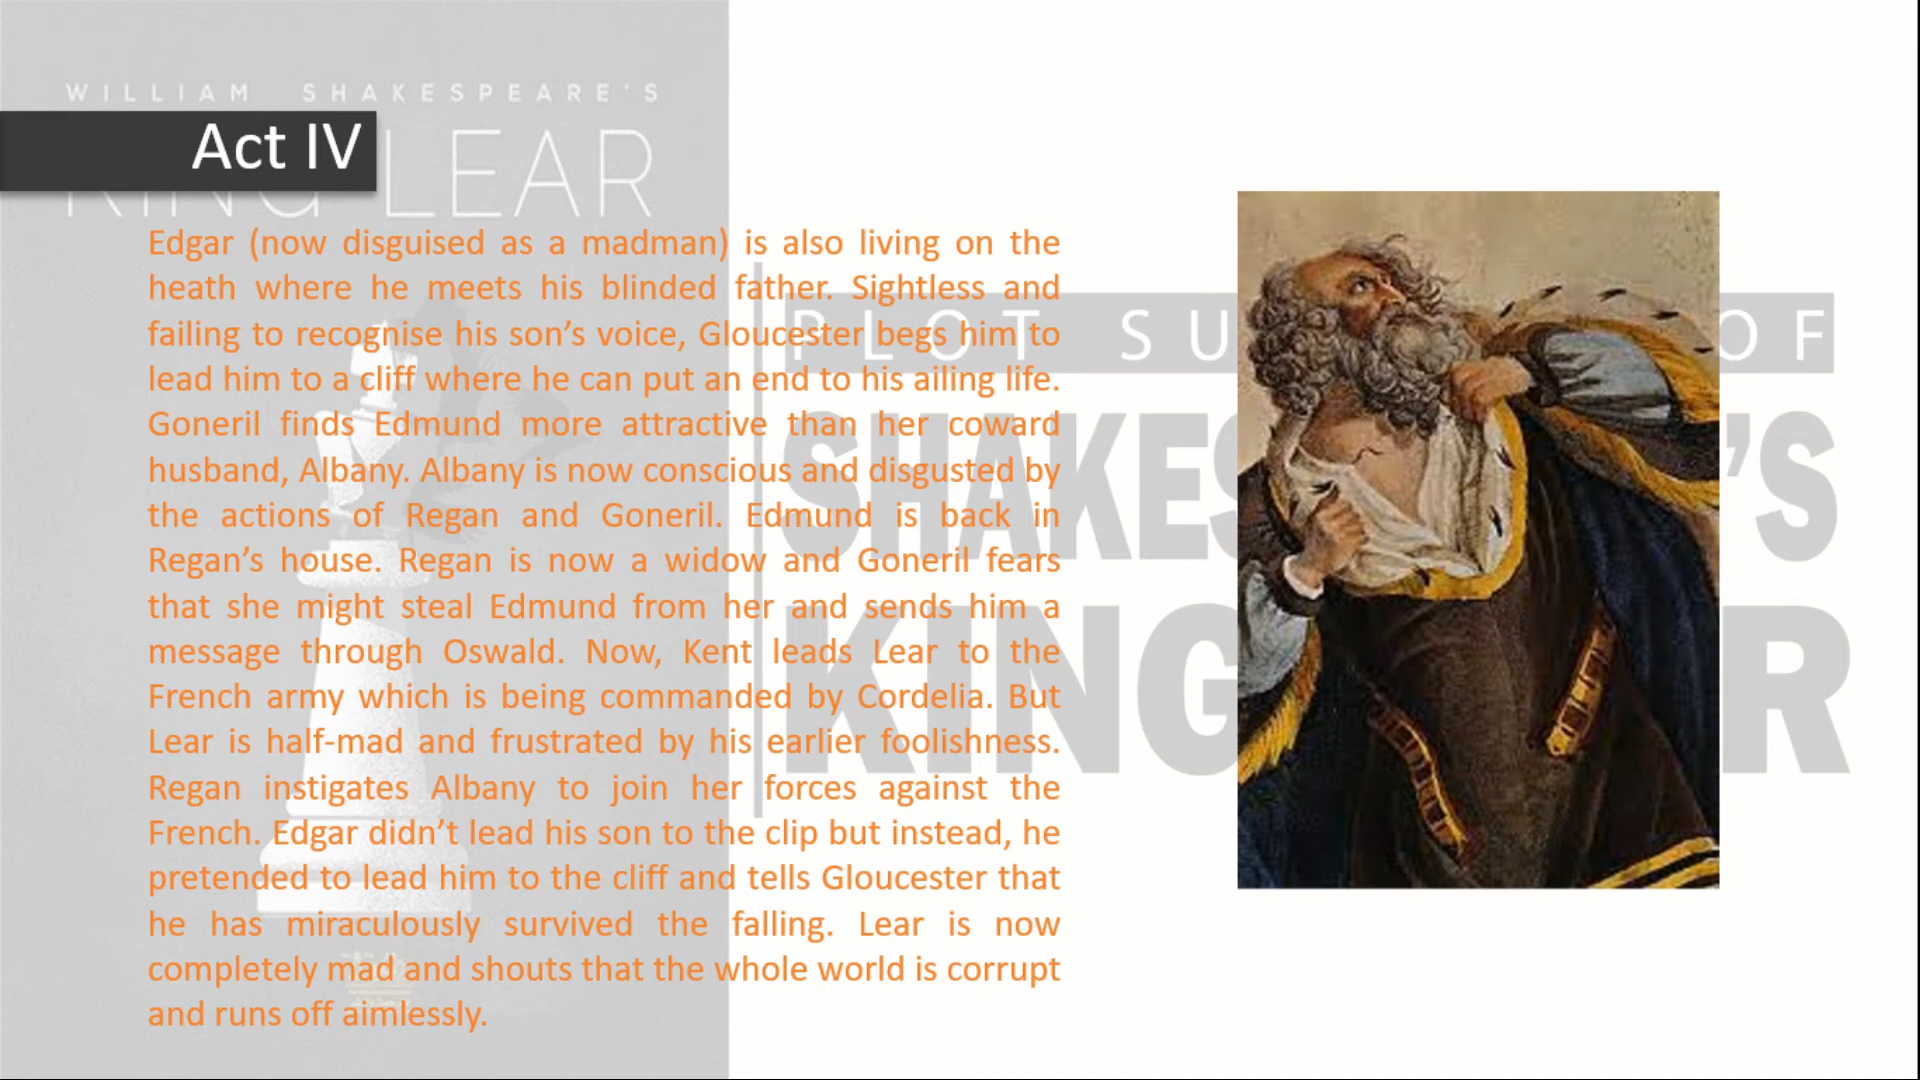 WILLIAM SHAKESPEARE'S
KING LEAR
Act IV
Edgar (now disguised as a madman) is also living on the
heath where he meets his blinded father. Sightless and
failing to recognise his son's voice, Gloucester begs him to
lead him to a cliff where he can put an end to his ailing life.
Goneril finds Edmund more attractive than her coward
husband, Albany. Albany is now conscious and disgusted by
the actions of Regan and Goneril. Edmund is back in
Regan's house. Regan is now a widow and Goneril fears
that she might steal Edmund from her and sends him a
message through Oswald. Now, Kent leads Lear to the
French army which is being commanded by Cordelia. But
Lear is half-mad and frustrated by his earlier foolishness.
Regan instigates Albany to join her forces against the
French. Edgar didn't lead his son to the clip but instead, he
pretended to lead him to the cliff and tells Gloucester that
he has miraculously survived the falling. Lear is now
completely mad and shouts that the whole world is corrupt
and runs off aimlessly.
PLOT SU OF
SHAKES 'S
KING R